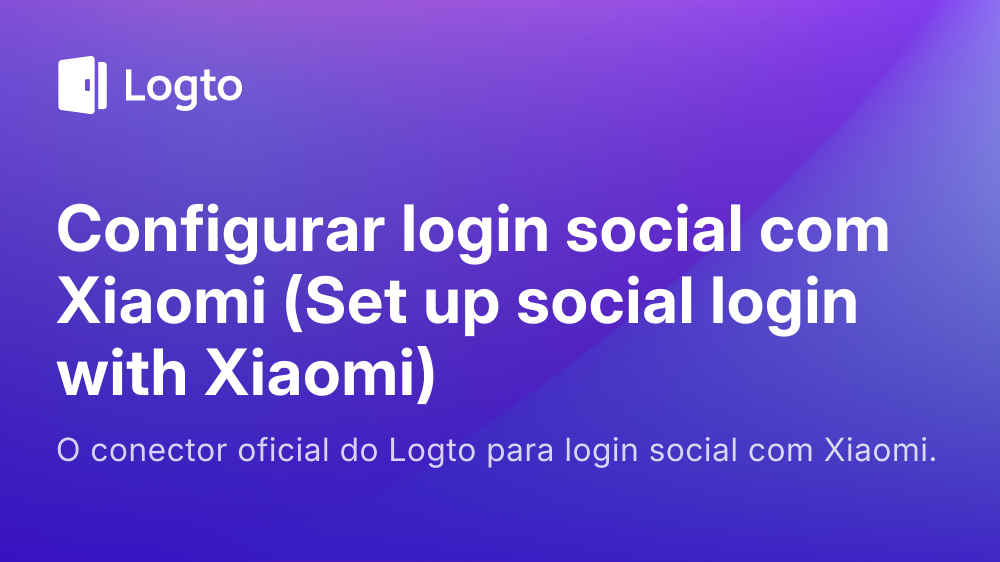 Logto
Configurar login social com
Xiaomi (Set up social login
with Xiaomi)
O conector oficial do Logto para login social com Xiaomi.